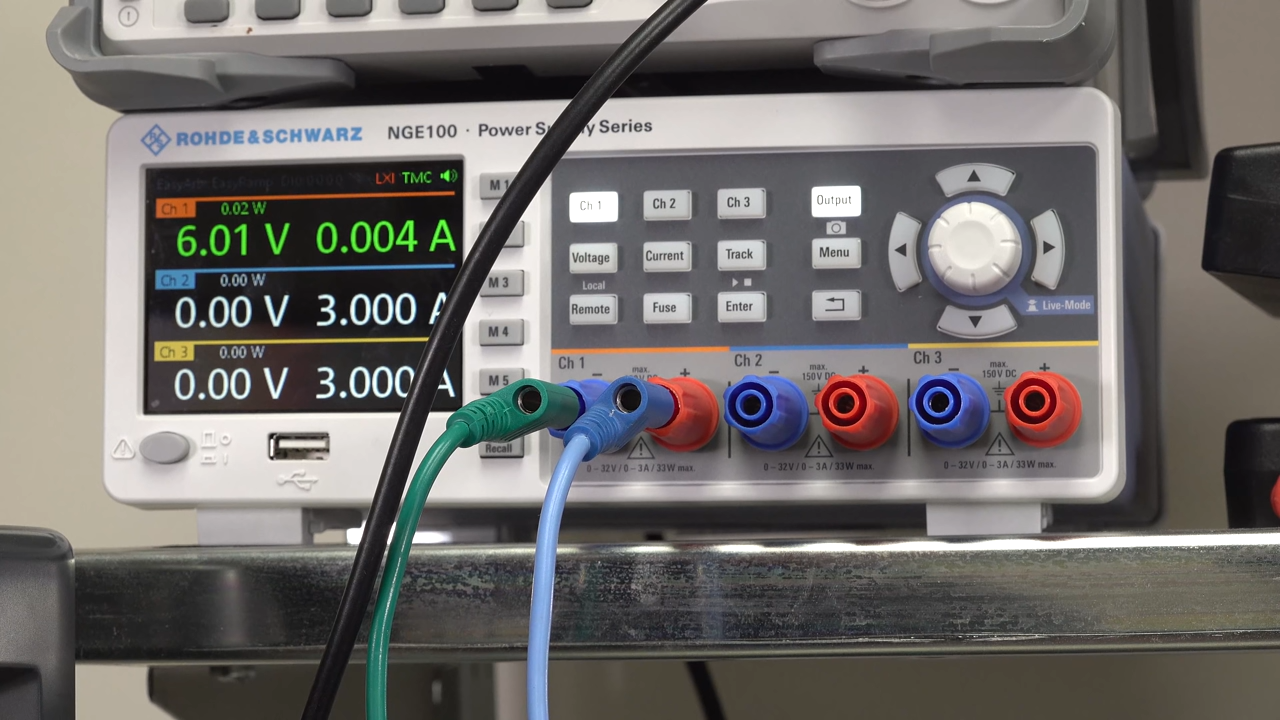 ROHDE&SCHWARZ NGE100 · Power Supply Series
LXI TMC
Ch 1 0.02 W
6.01 V 0.004 A
Ch 2 0.00 W
0.00 V 3.000 A
Ch 3 0.00 W
0.00 V 3.000 A
M 1
M 3
M 4
M 5
Recall
Ch 1 Ch 2 Ch 3 Output
Voltage Current Track Menu
Local
Remote Fuse Enter
Live-Mode
Ch 1 Ch 2 Ch 3
max.
max.
150V DC
max.
150V DC
0 – 32V / 0 – 3A / 33W max.
0 – 32V / 0 – 3A / 33W max.
0 – 32V / 0 – 3A / 33W max.